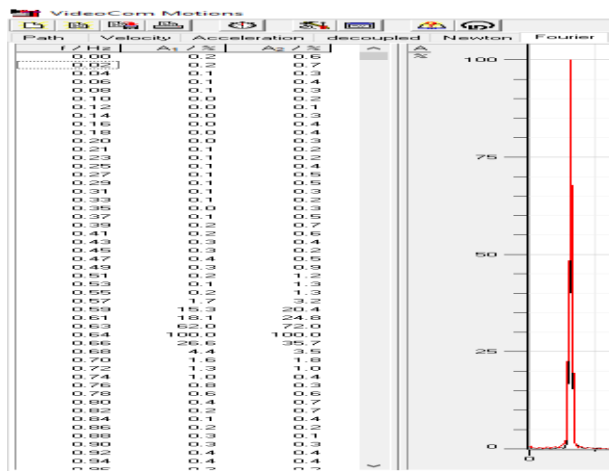 VideoCom Motions
Path Velocity Acceleration decoupled Newton Fourier
f / Hz A₁ / % A₂ / %
0.00 0.2 0.6
0.02 0.2 0.7
0.04 0.1 0.3
0.06 0.1 0.4
0.08 0.1 0.3
0.10 0.0 0.2
0.12 0.0 0.1
0.14 0.0 0.3
0.16 0.0 0.4
0.18 0.0 0.4
0.20 0.0 0.3
0.21 0.1 0.2
0.23 0.1 0.2
0.25 0.1 0.4
0.27 0.1 0.5
0.29 0.1 0.5
0.31 0.1 0.3
0.33 0.1 0.2
0.35 0.0 0.3
0.37 0.1 0.5
0.39 0.2 0.7
0.41 0.2 0.6
0.43 0.3 0.4
0.45 0.3 0.2
0.47 0.4 0.5
0.49 0.3 0.9
0.51 0.2 1.2
0.53 0.1 1.3
0.55 0.2 1.3
0.57 1.7 3.2
0.59 15.3 20.4
0.61 18.1 24.8
0.63 62.0 72.0
0.64 100.0 100.0
0.66 26.6 35.7
0.68 4.4 3.5
0.70 1.6 1.8
0.72 1.3 1.0
0.74 1.0 0.4
0.76 0.8 0.3
0.78 0.6 0.6
0.80 0.4 0.7
0.82 0.2 0.7
0.84 0.1 0.4
0.86 0.2 0.2
0.88 0.3 0.1
0.90 0.3 0.3
0.92 0.4 0.4
0.94 0.4 0.4
A
%
100
75
50
25
0
0